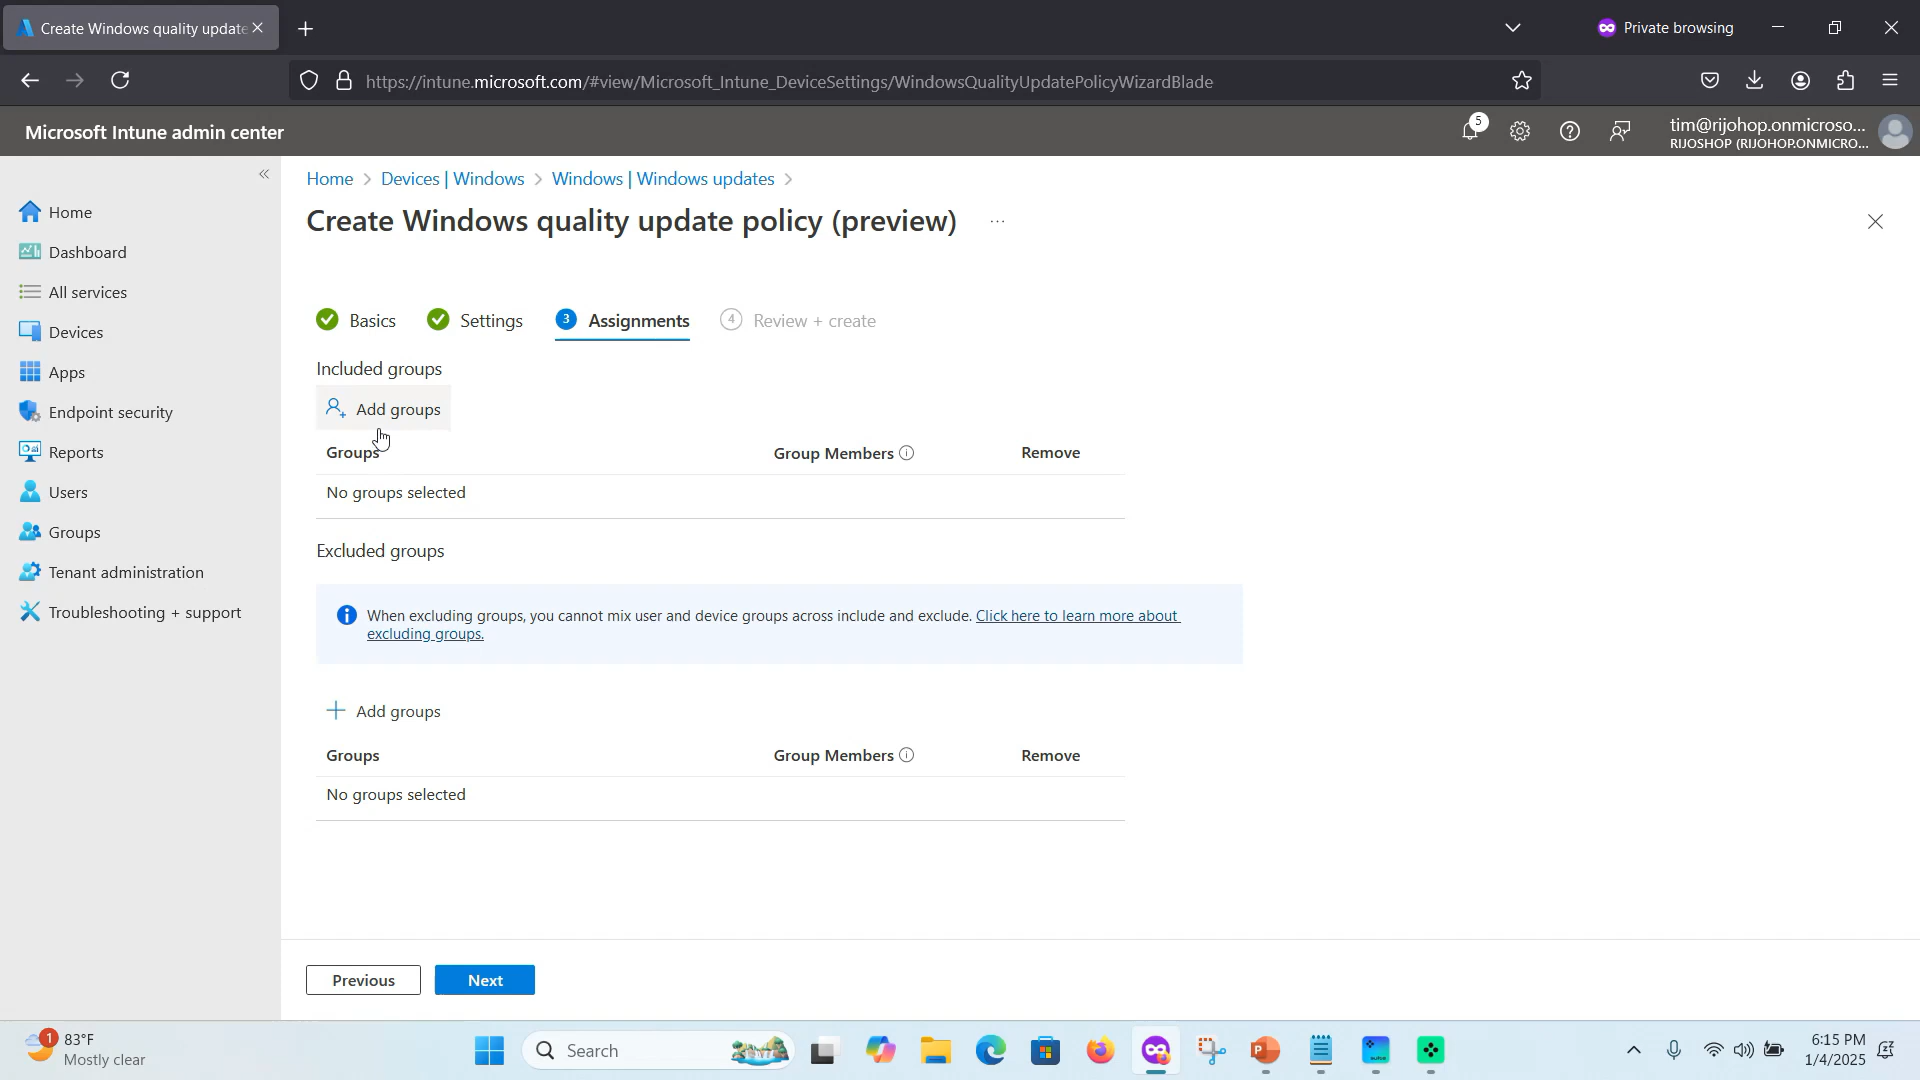 Create Windows quality update
Private browsing
https://intune.microsoft.com/#view/Microsoft_Intune_DeviceSettings/WindowsQualityUpdatePolicyWizardBlade
Microsoft Intune admin center
5
tim@rijohop.onmicroso...
RIJOSHOP (RIJOHOP.ONMICRO...
Home
Dashboard
All services
Devices
Apps
Endpoint security
Reports
Users
Groups
Tenant administration
Troubleshooting + support
Home > Devices | Windows > Windows | Windows updates >
Create Windows quality update policy (preview) ...
Basics
Settings
3 Assignments
4 Review + create
Included groups
Add groups
Groups Group Members Remove
No groups selected
Excluded groups
When excluding groups, you cannot mix user and device groups across include and exclude. Click here to learn more about
excluding groups.
Add groups
Groups Group Members Remove
No groups selected
Previous
Next
1
83°F
Mostly clear
Search
6:15 PM
1/4/2025